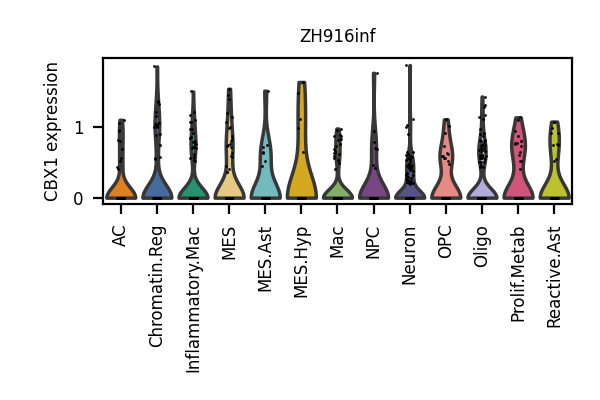 ZH916inf
CBX1 expression
1
0
AC
Chromatin.Reg
Inflammatory.Mac
MES
MES.Ast
MES.Hyp
Mac
NPC
Neuron
OPC
Oligo
Prolif.Metab
Reactive.Ast